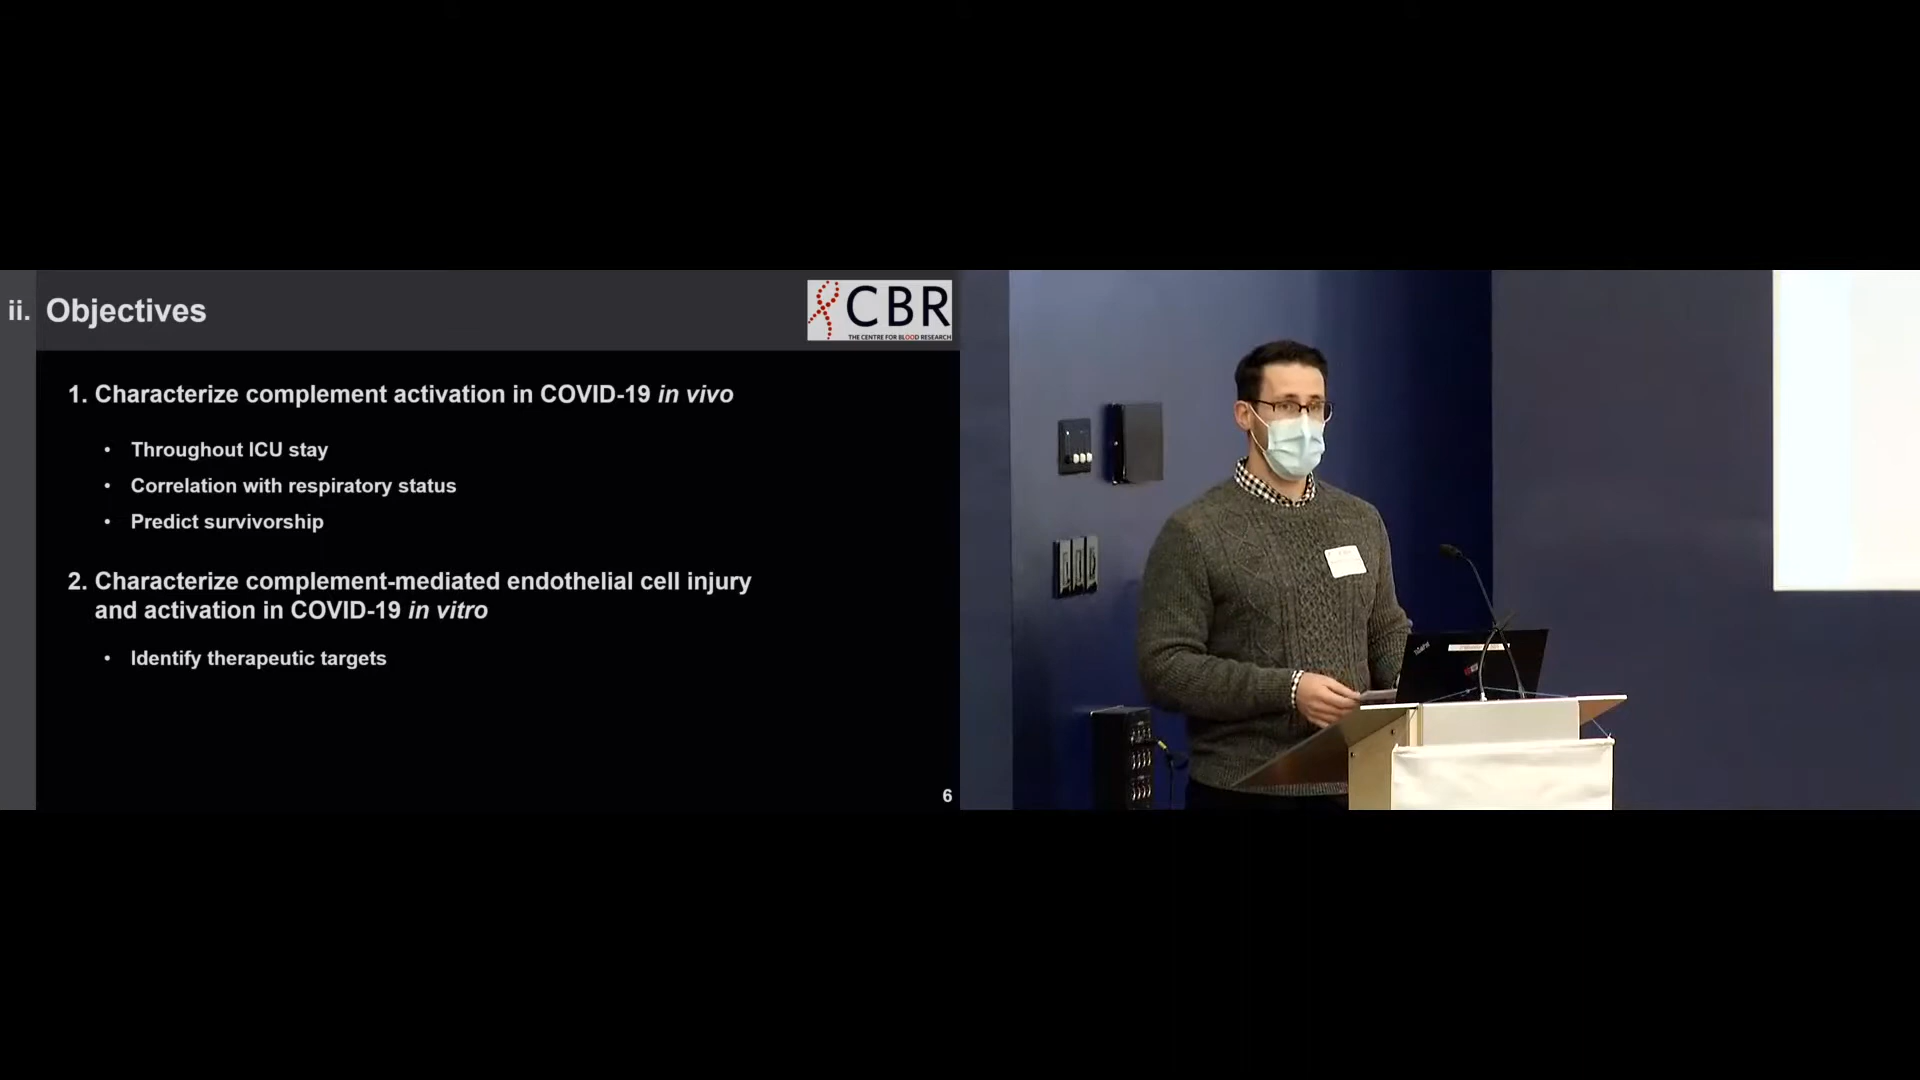 ii. Objectives
CBR
THE CENTRE FOR BLOOD RESEARCH
1. Characterize complement activation in COVID-19 in vivo
• Throughout ICU stay
• Correlation with respiratory status
• Predict survivorship
2. Characterize complement-mediated endothelial cell injury
and activation in COVID-19 in vitro
• Identify therapeutic targets
6
ThinkPad